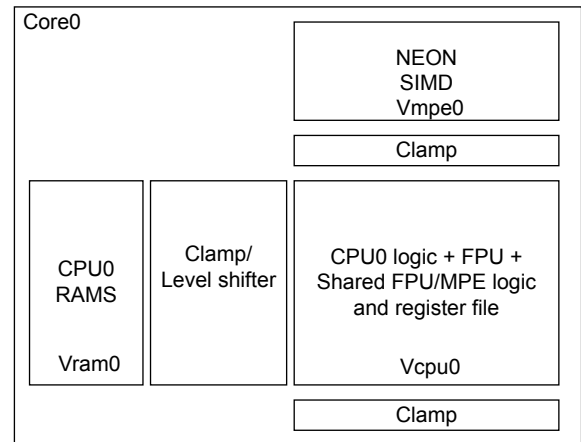 Core0
NEON
SIMD
Vmpe0
Clamp
CPU0
RAMS
Vram0
Clamp/
Level shifter
CPU0 logic + FPU +
Shared FPU/MPE logic
and register file
Vcpu0
Clamp